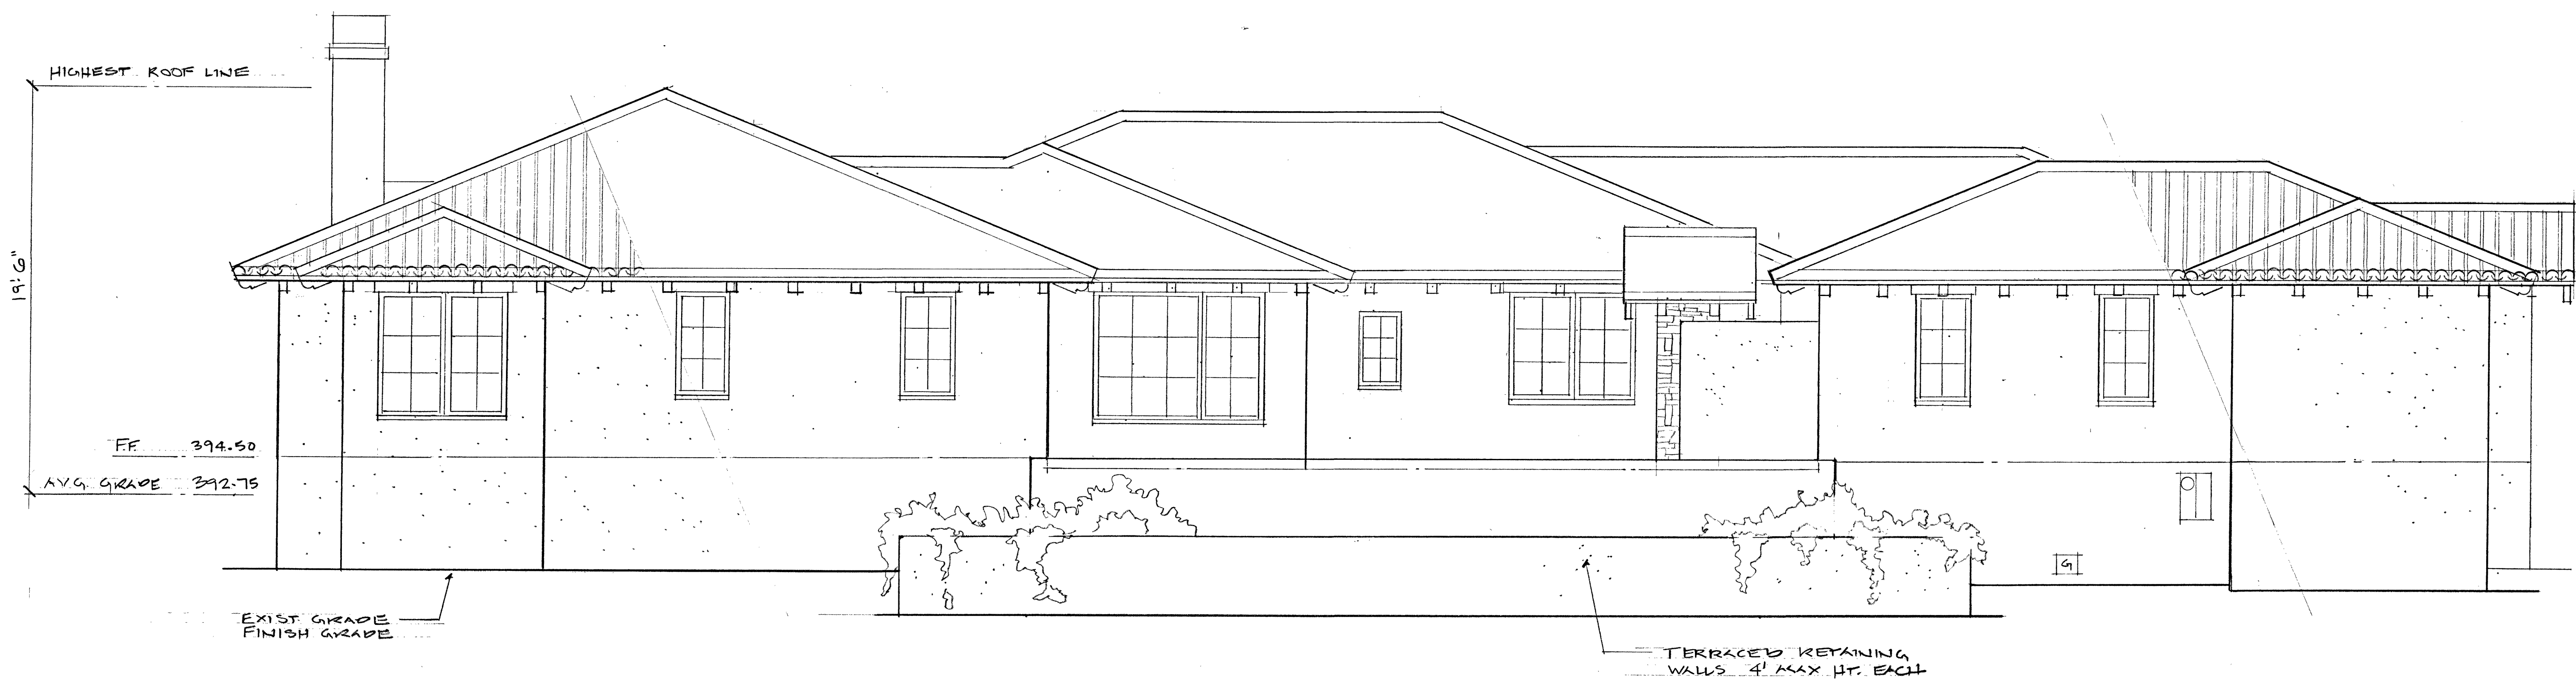 HIGHEST ROOF LINE
19'.6"
F.F. 394.50
AVG. GRADE 392.75
EXIST GRADE
FINISH GRADE
G
TERRACED RETAINING
WALLS 4' MAX HT. EACH